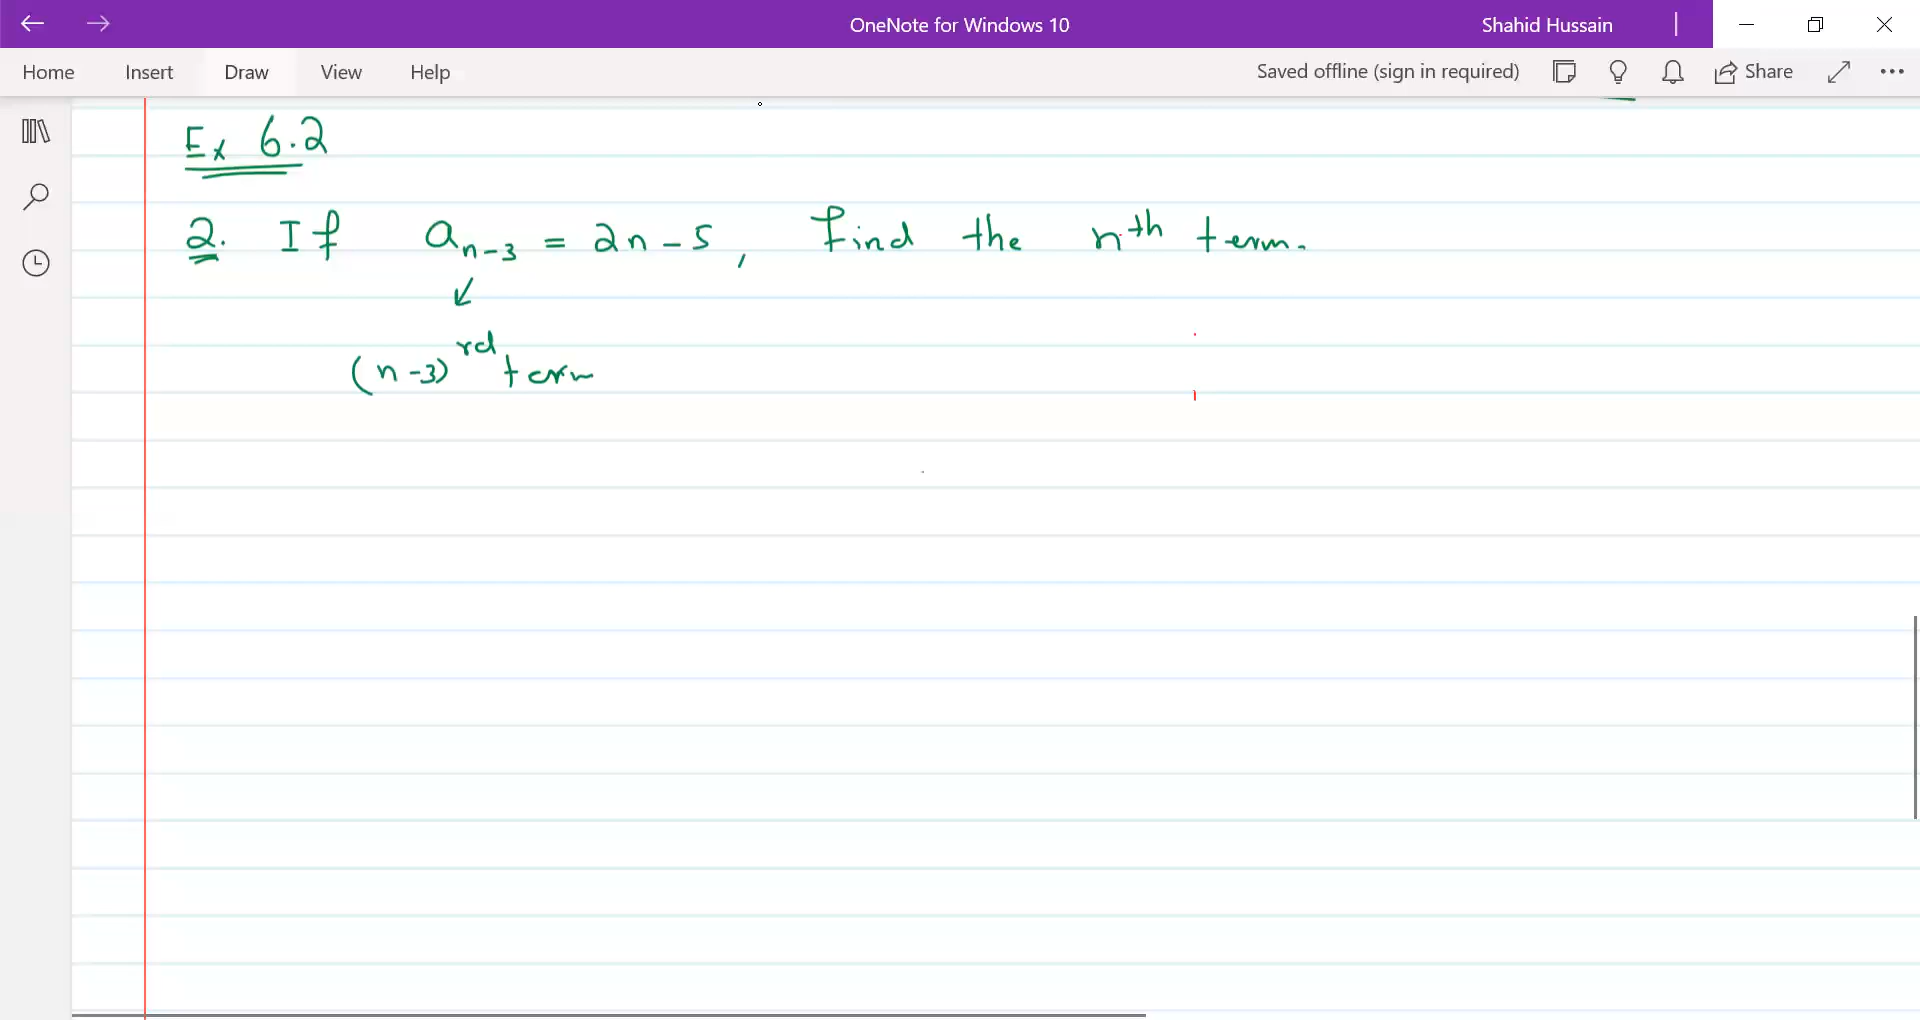 OneNote for Windows 10
Shahid Hussain
Home Insert Draw View Help
Saved offline (sign in required) Share
Ex 6.2
2. If a_{n-3} = 2n - 5, find the n^{th} term.
(n-3)^{rd} term